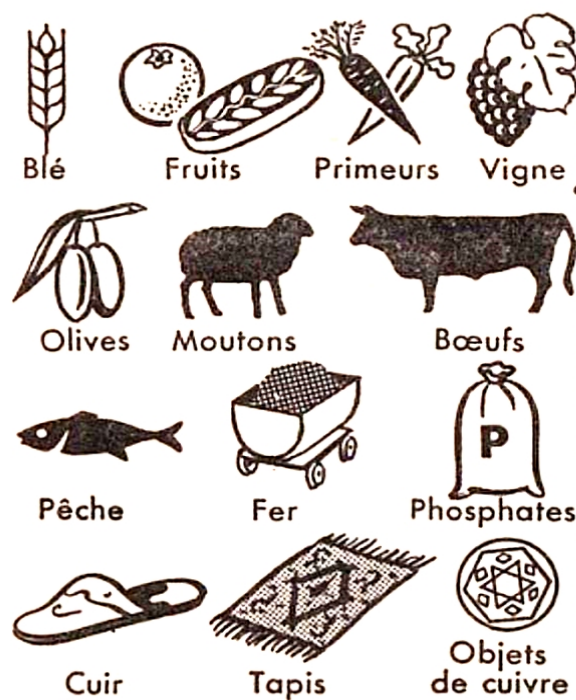 Blé
Fruits
Primeurs
Vigne
Olives
Moutons
Bœufs
P
Pêche
Fer
Phosphates
Cuir
Tapis
Objets
de cuivre